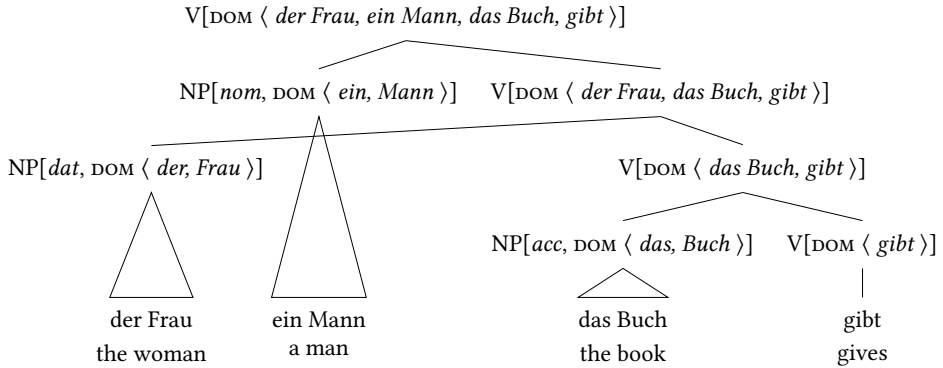 V[DOM ⟨ der Frau, ein Mann, das Buch, gibt ⟩]
NP[nom, DOM ⟨ ein, Mann ⟩] V[DOM ⟨ der Frau, das Buch, gibt ⟩]
NP[dat, DOM ⟨ der, Frau ⟩] V[DOM ⟨ das Buch, gibt ⟩]
NP[acc, DOM ⟨ das, Buch ⟩] V[DOM ⟨ gibt ⟩]
der Frau ein Mann das Buch gibt
the woman a man the book gives